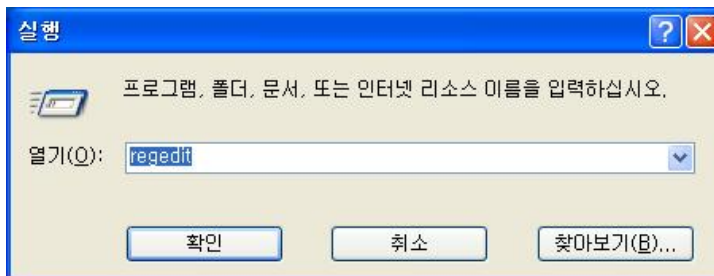 실행
프로그램, 폴더, 문서, 또는 인터넷 리소스 이름을 입력하십시오.
열기(O): regedit
확인 취소 찾아보기(B)...